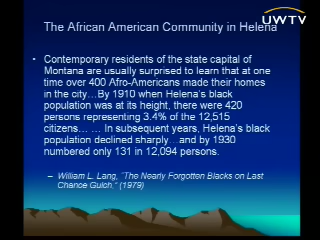 UWTV
The African American Community in Helena
• Contemporary residents of the state capital of
Montana are usually surprised to learn that at one
time over 400 Afro-Americans made their homes
in the city…By 1910 when Helena's black
population was at its height, there were 420
persons representing 3.4% of the 12,515
citizens… … In subsequent years, Helena's black
population declined sharply…and by 1930
numbered only 131 in 12,094 persons.
– William L. Lang, "The Nearly Forgotten Blacks on Last
Chance Gulch," (1979)